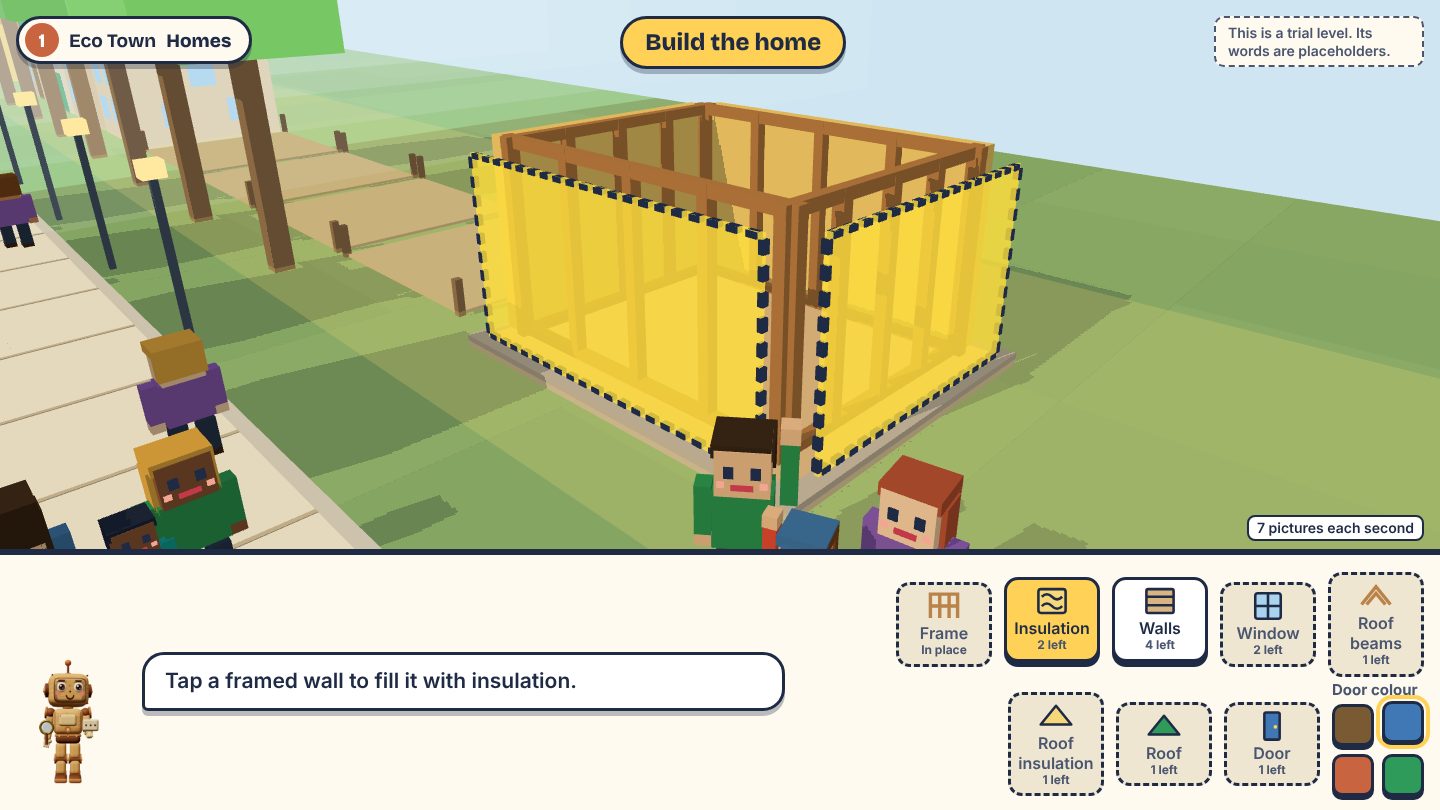 1 Eco Town Homes
Build the home
This is a trial level. Its
words are placeholders.
7 pictures each second
Tap a framed wall to fill it with insulation.
Frame
In place
Insulation
2 left
Walls
4 left
Window
2 left
Roof
beams
1 left
Roof
insulation
1 left
Roof
1 left
Door
1 left
Door colour